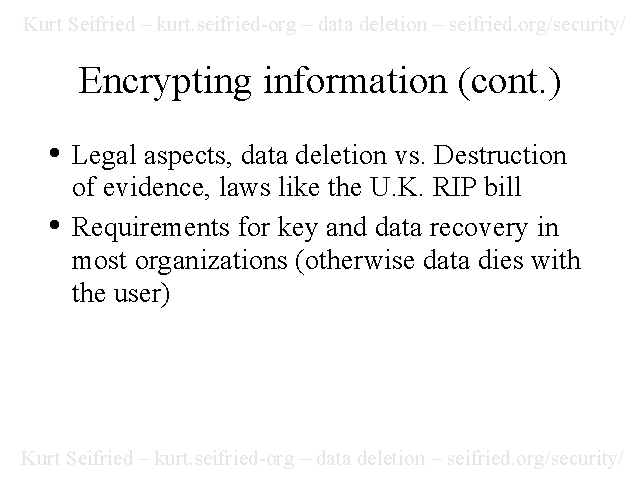 Kurt Seifried – kurt.seifried-org – data deletion – seifried.org/security/
Encrypting information (cont.)
• Legal aspects, data deletion vs. Destruction
of evidence, laws like the U.K. RIP bill
• Requirements for key and data recovery in
most organizations (otherwise data dies with
the user)
Kurt Seifried – kurt.seifried-org – data deletion – seifried.org/security/